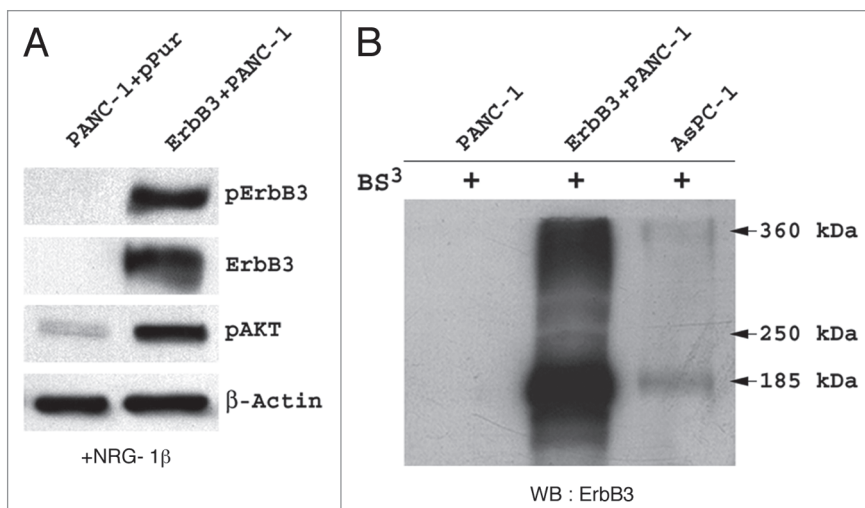 A
PANC-1+pPur
ErbB3+PANC-1
pErbB3
ErbB3
pAKT
β-Actin
+NRG- 1β
B
PANC-1
ErbB3+PANC-1
AsPC-1
BS³ + + +
360 kDa
250 kDa
185 kDa
WB : ErbB3